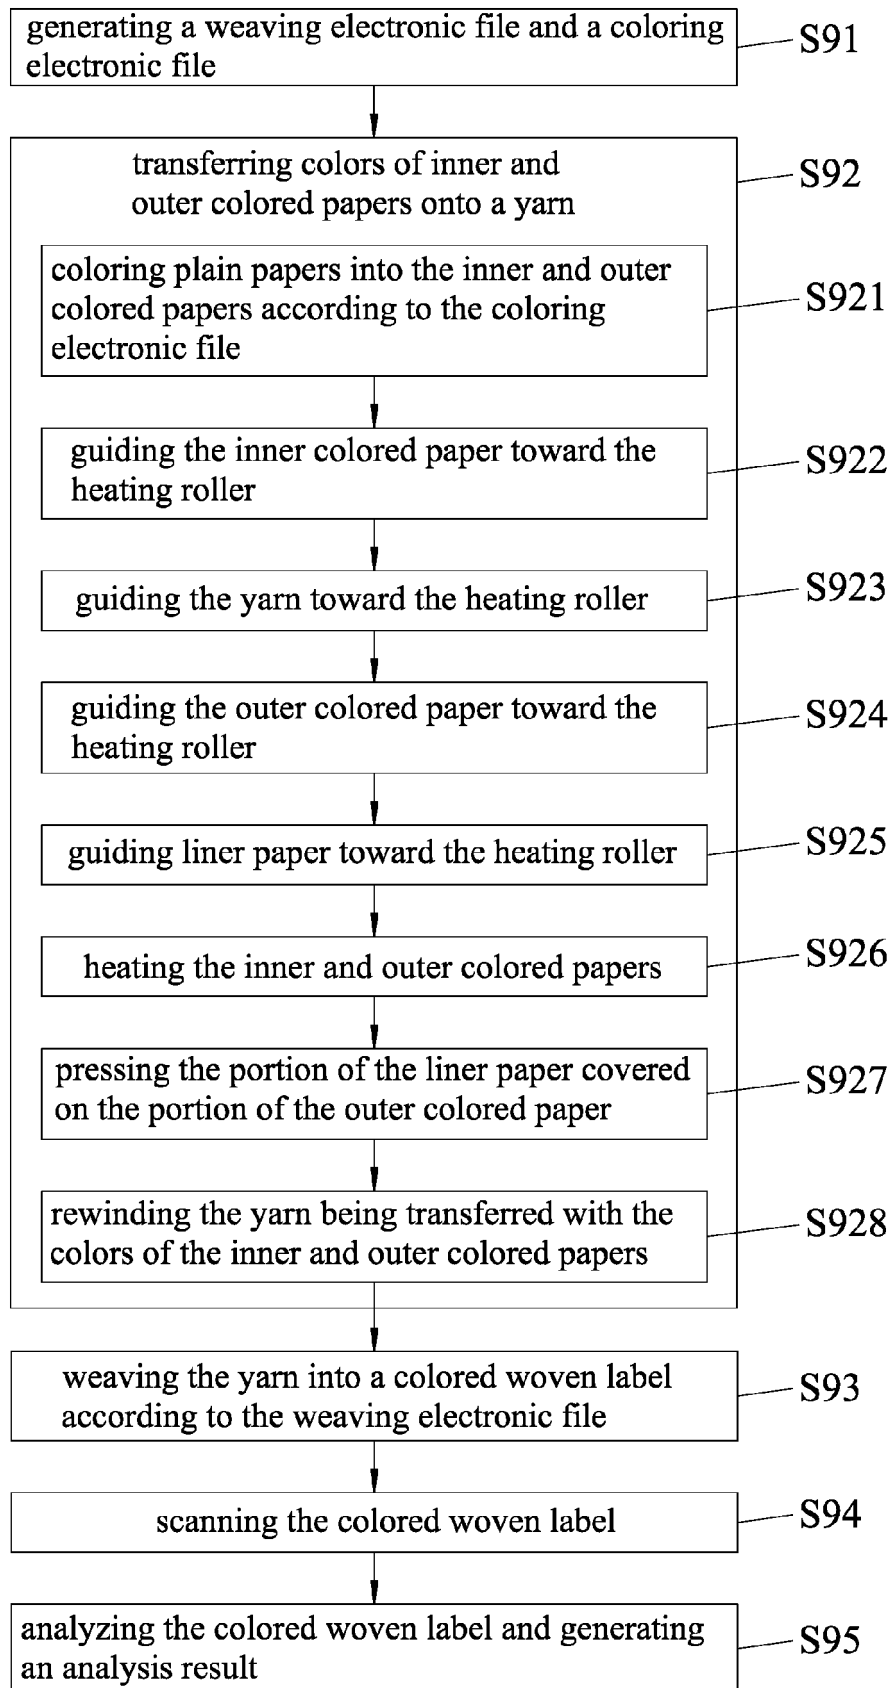 generating a weaving electronic file and a coloring
electronic file
S91
transferring colors of inner and
outer colored papers onto a yarn
S92
coloring plain papers into the inner and outer
colored papers according to the coloring
electronic file
S921
guiding the inner colored paper toward the
heating roller
S922
guiding the yarn toward the heating roller
S923
guiding the outer colored paper toward the
heating roller
S924
guiding liner paper toward the heating roller
S925
heating the inner and outer colored papers
S926
pressing the portion of the liner paper covered
on the portion of the outer colored paper
S927
rewinding the yarn being transferred with the
colors of the inner and outer colored papers
S928
weaving the yarn into a colored woven label
according to the weaving electronic file
S93
scanning the colored woven label
S94
analyzing the colored woven label and generating
an analysis result
S95